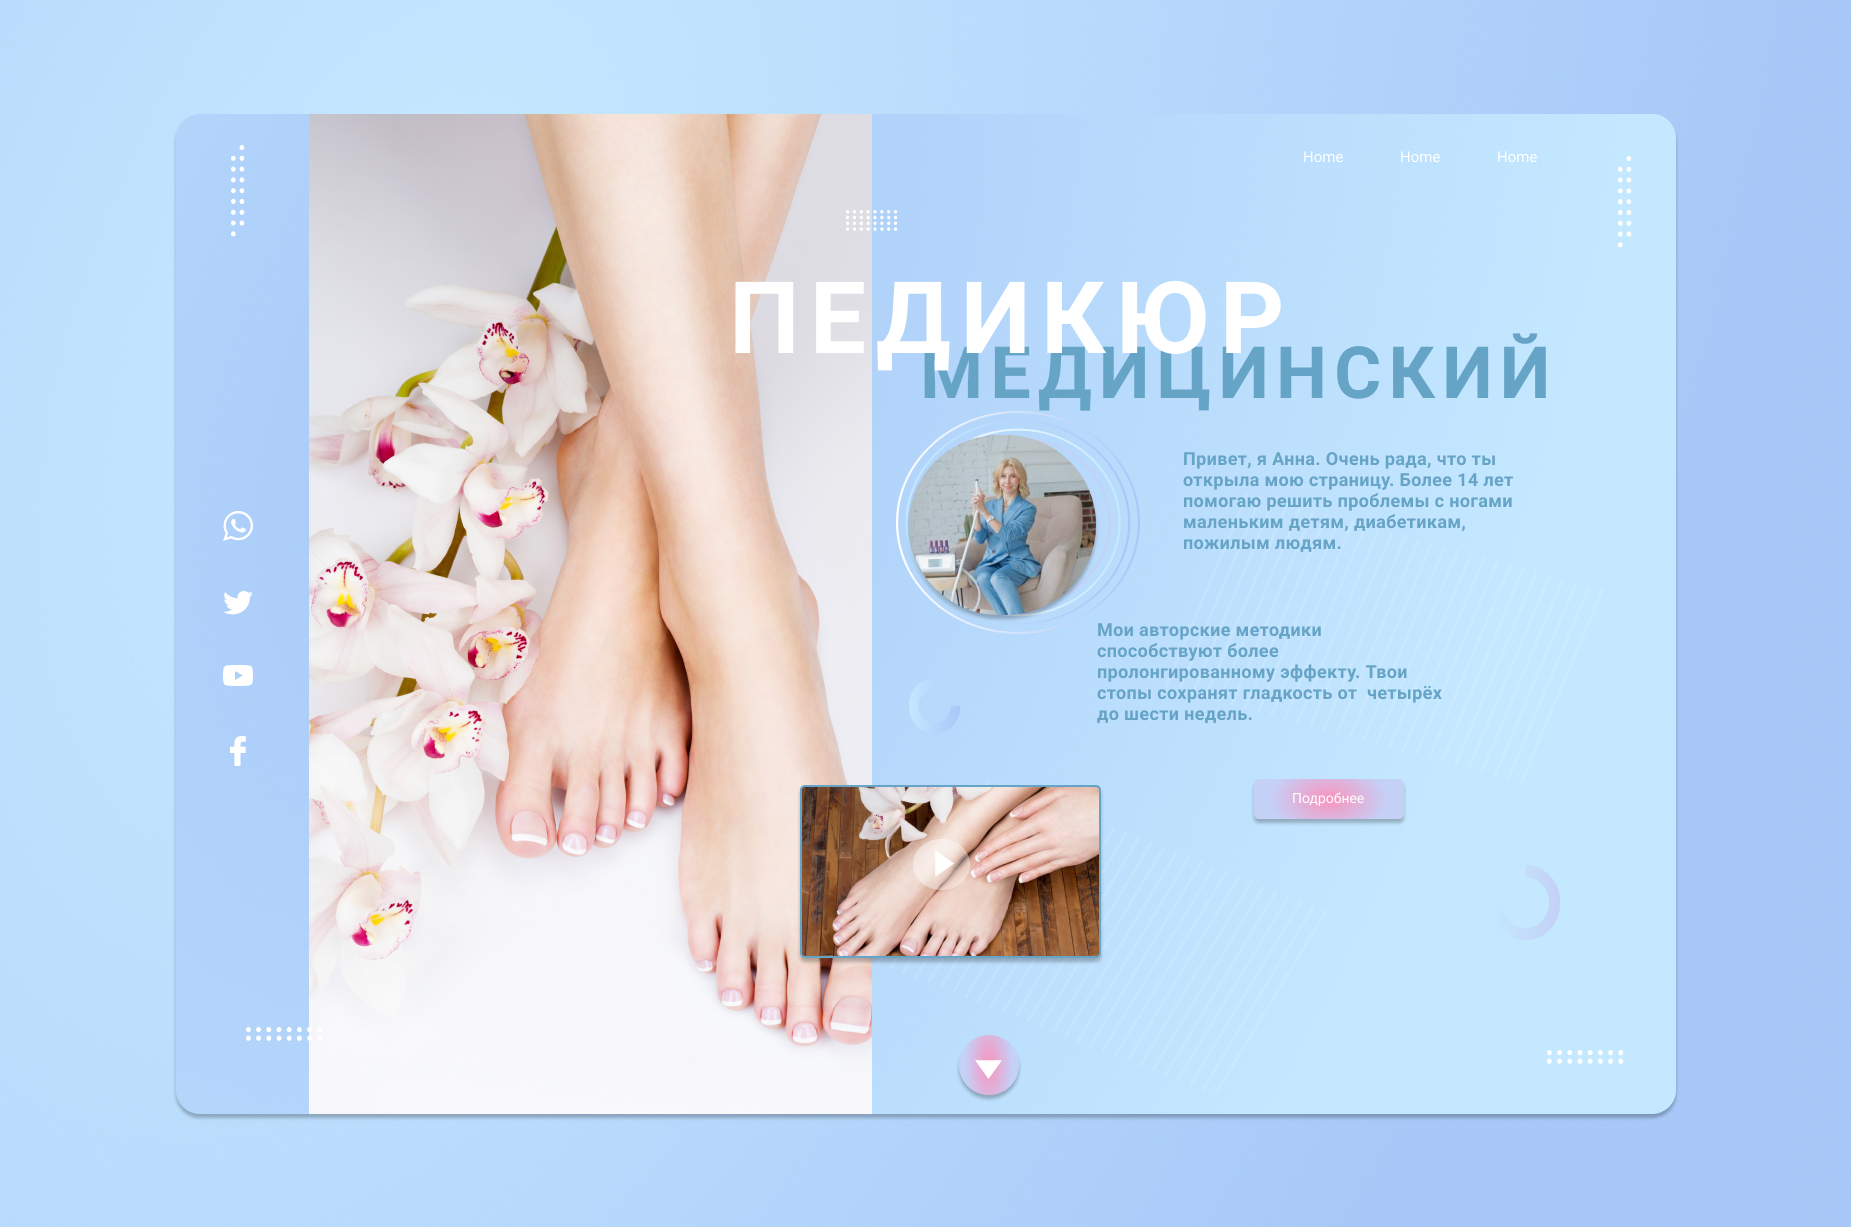 Home
Home
Home
ПЕДИКЮР
МЕДИЦИНСКИЙ
Привет, я Анна. Очень рада, что ты
открыла мою страницу. Более 14 лет
помогаю решить проблемы с ногами
маленьким детям, диабетикам,
пожилым людям.
Мои авторские методики
способствуют более
пролонгированному эффекту. Твои
стопы сохранят гладкость от  четырёх
до шести недель.
Подробнее